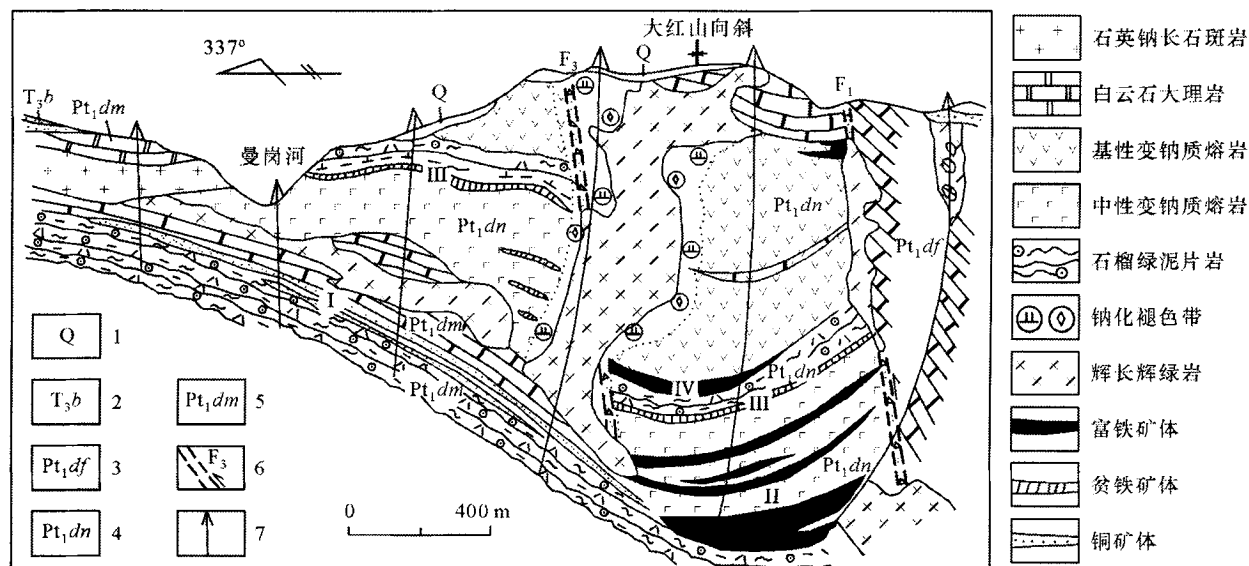 大红山向斜
337°
F₃
Q
F₁
T₃b
Pt₁dm
Q
曼岗河
III
Pt₁dn
Pt₁dn
Pt₁df
I
Pt₁dm
Pt₁dm
Pt₁dn
IV
III
Pt₁dn
II
Q 1
T₃b 2
Pt₁df 3
Pt₁dn 4
Pt₁dm 5
F₃ 6
7
0 400 m
石英钠长石斑岩
白云石大理岩
基性变钠质熔岩
中性变钠质熔岩
石榴绿泥片岩
钠化褪色带
辉长辉绿岩
富铁矿体
贫铁矿体
铜矿体